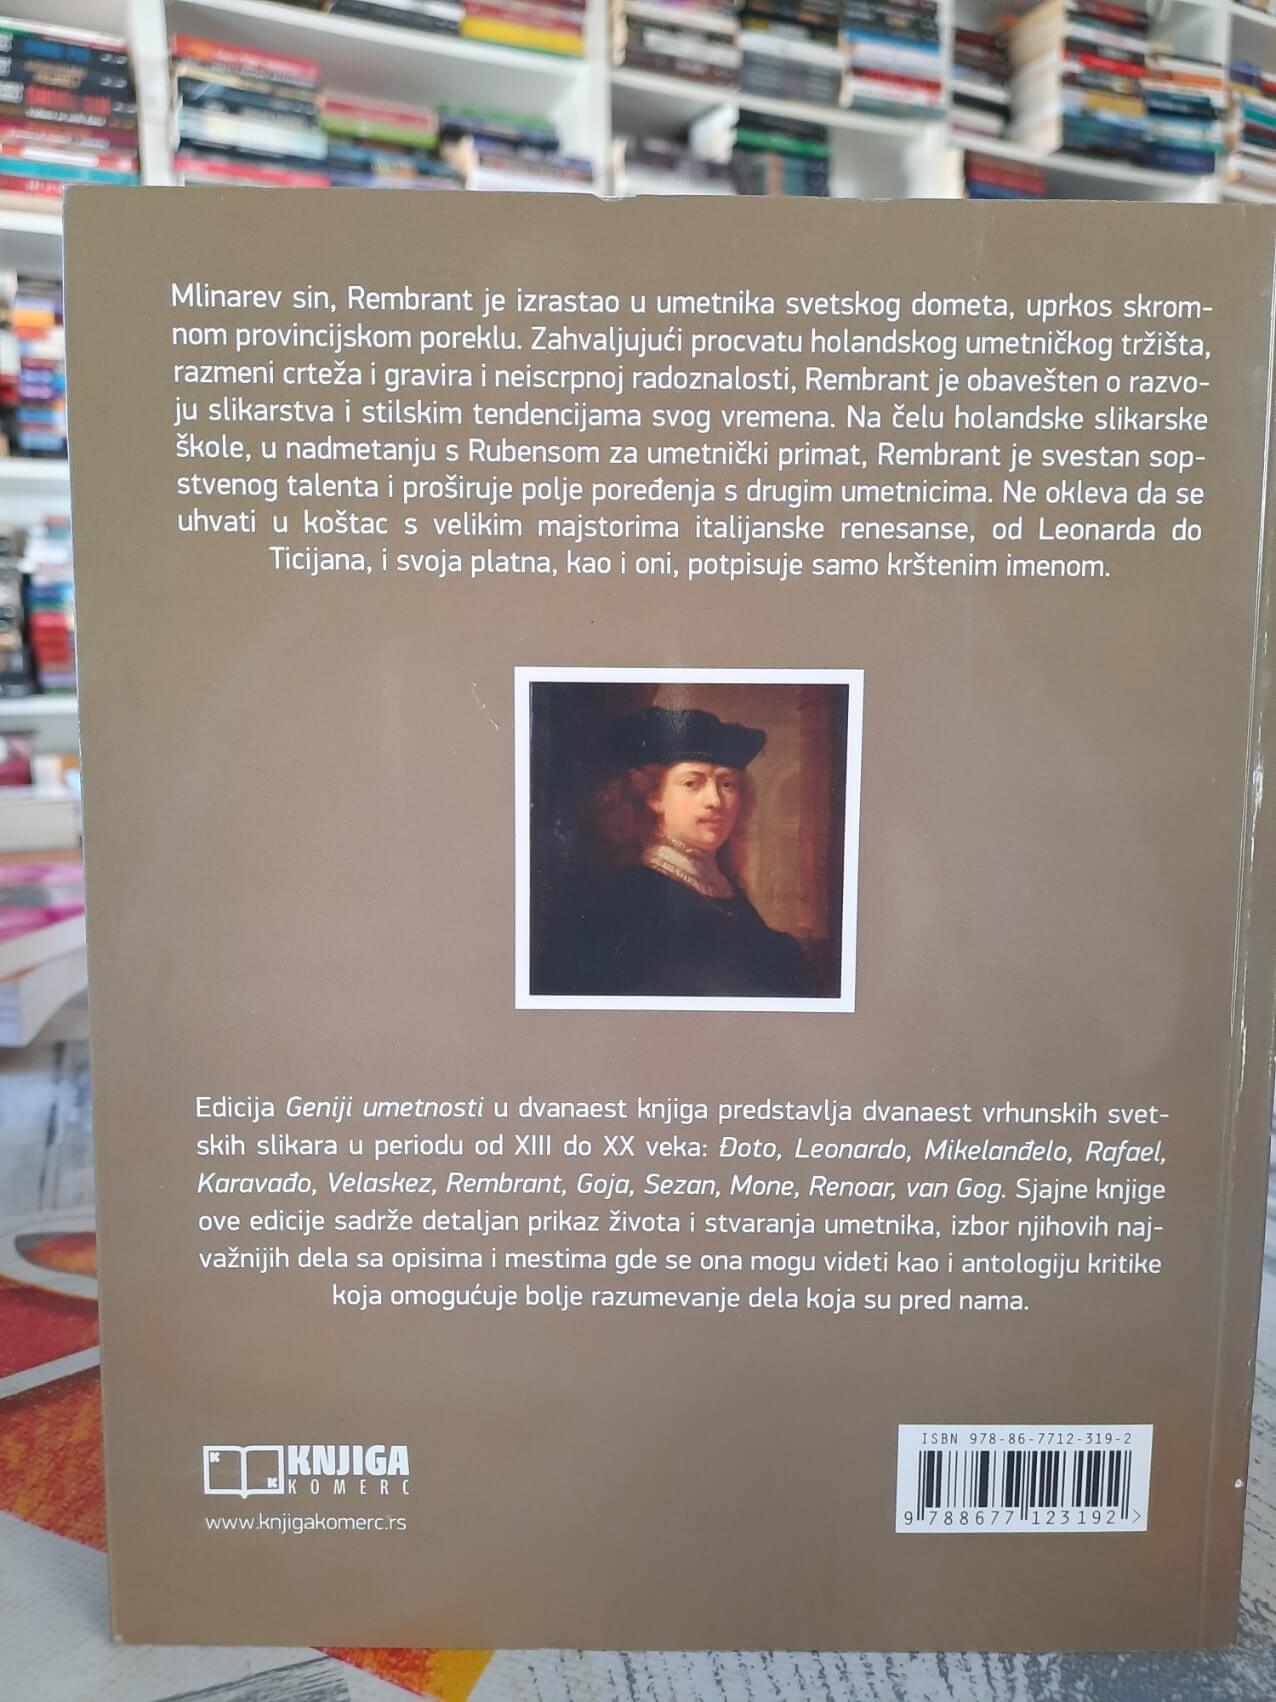 Mlinarev sin, Rembrant je izrastao u umetnika svetskog dometa, uprkos skrom-
nom provincijskom poreklu. Zahvaljujući procvatu holandskog umetničkog tržišta,
razmeni crteža i gravira i neiscrpnoj radoznalosti, Rembrant je obavešten o razvo-
ju slikarstva i stilskim tendencijama svog vremena. Na čelu holandske slikarske
škole, u nadmetanju s Rubensom za umetnički primat, Rembrant je svestan sop-
stvenog talenta i proširuje polje poređenja s drugim umetnicima. Ne okleva da se
uhvati u koštac s velikim majstorima italijanske renesanse, od Leonarda do
Ticijana, i svoja platna, kao i oni, potpisuje samo krštenim imenom.
Edicija Geniji umetnosti u dvanaest knjiga predstavlja dvanaest vrhunskih svet-
skih slikara u periodu od XIII do XX veka: Đoto, Leonardo, Mikelanđelo, Rafael,
Karavađo, Velaskez, Rembrant, Goja, Sezan, Mone, Renoar, van Gog. Sjajne knjige
ove edicije sadrže detaljan prikaz života i stvaranja umetnika, izbor njihovih naj-
važnijih dela sa opisima i mestima gde se ona mogu videti kao i antologiju kritike
koja omogućuje bolje razumevanje dela koja su pred nama.
K K KNJIGA
KOMERC
www.knjigakomerc.rs
ISBN 978-86-7712-319-2
9 788677 123192 >